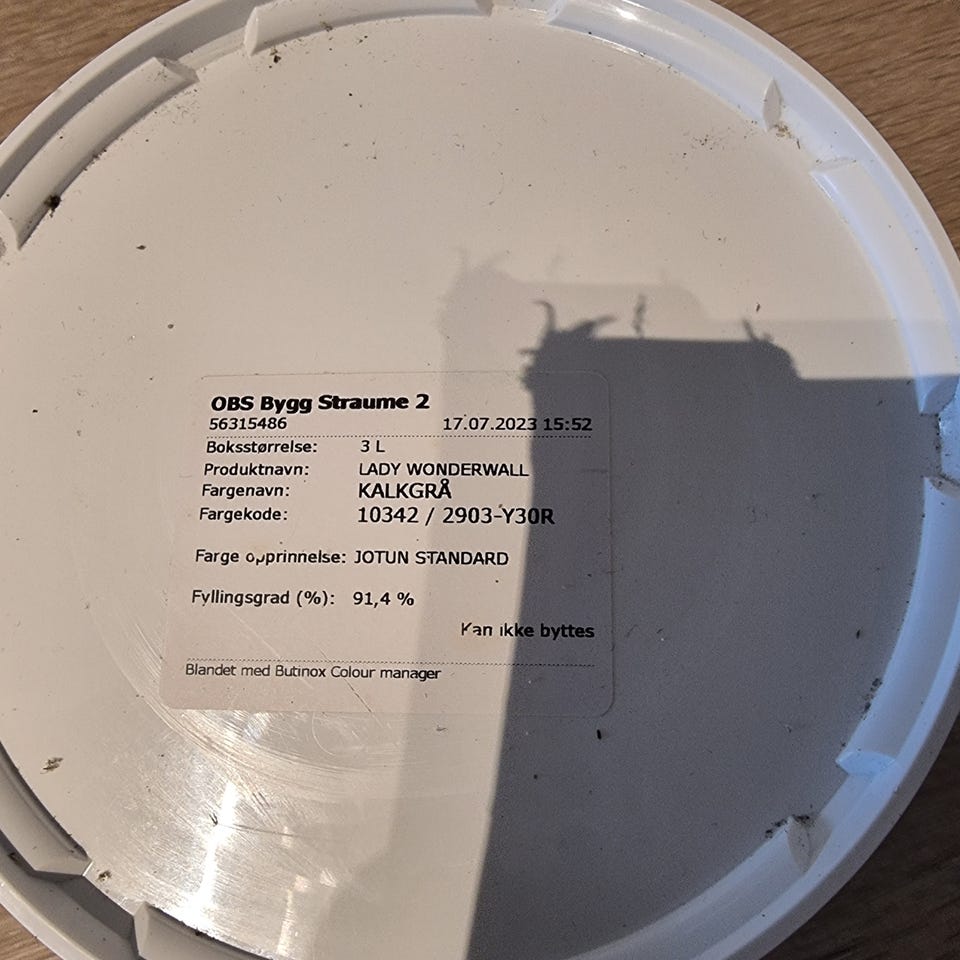 OBS Bygg Straume 2
56315486 17.07.2023 15:52
Boksstørrelse: 3 L
Produktnavn: LADY WONDERWALL
Fargenavn: KALKGRÅ
Fargekode: 10342 / 2903-Y30R
Farge opprinnelse: JOTUN STANDARD
Fyllingsgrad (%): 91,4 %
Kan ikke byttes
Blandet med Butinox Colour manager